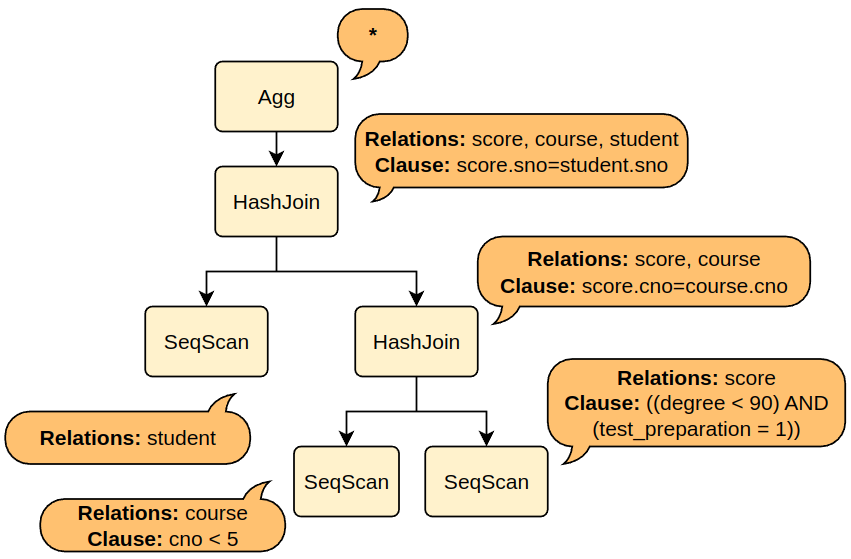 *
Agg
Relations: score, course, student
Clause: score.sno=student.sno
HashJoin
Relations: score, course
Clause: score.cno=course.cno
SeqScan
HashJoin
Relations: score
Clause: ((degree < 90) AND
(test_preparation = 1))
Relations: student
SeqScan
SeqScan
Relations: course
Clause: cno < 5